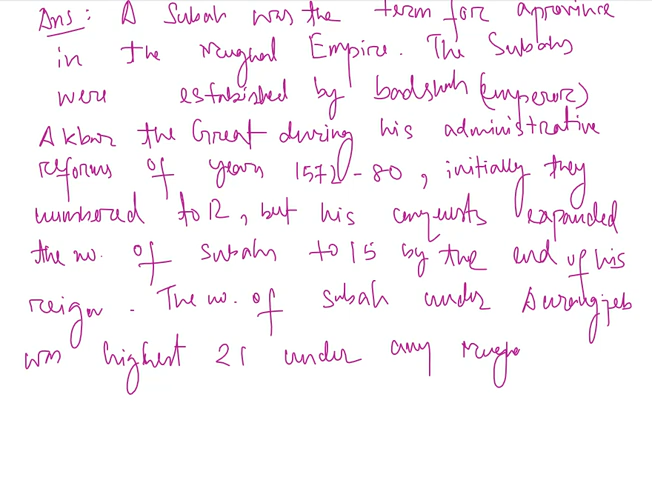 Ans: A Subah was the term for a province
in the Mughal Empire. The Subahs
were estabished by badshah (emperor)
Akbar the Great during his administrative
reforms of years 1572-80, initially they
numbered to 12, but his conquests expanded
the no. of subahs to 15 by the end of his
reign. The no. of subah under Aurangjeb
was highest 21 under any Mugha